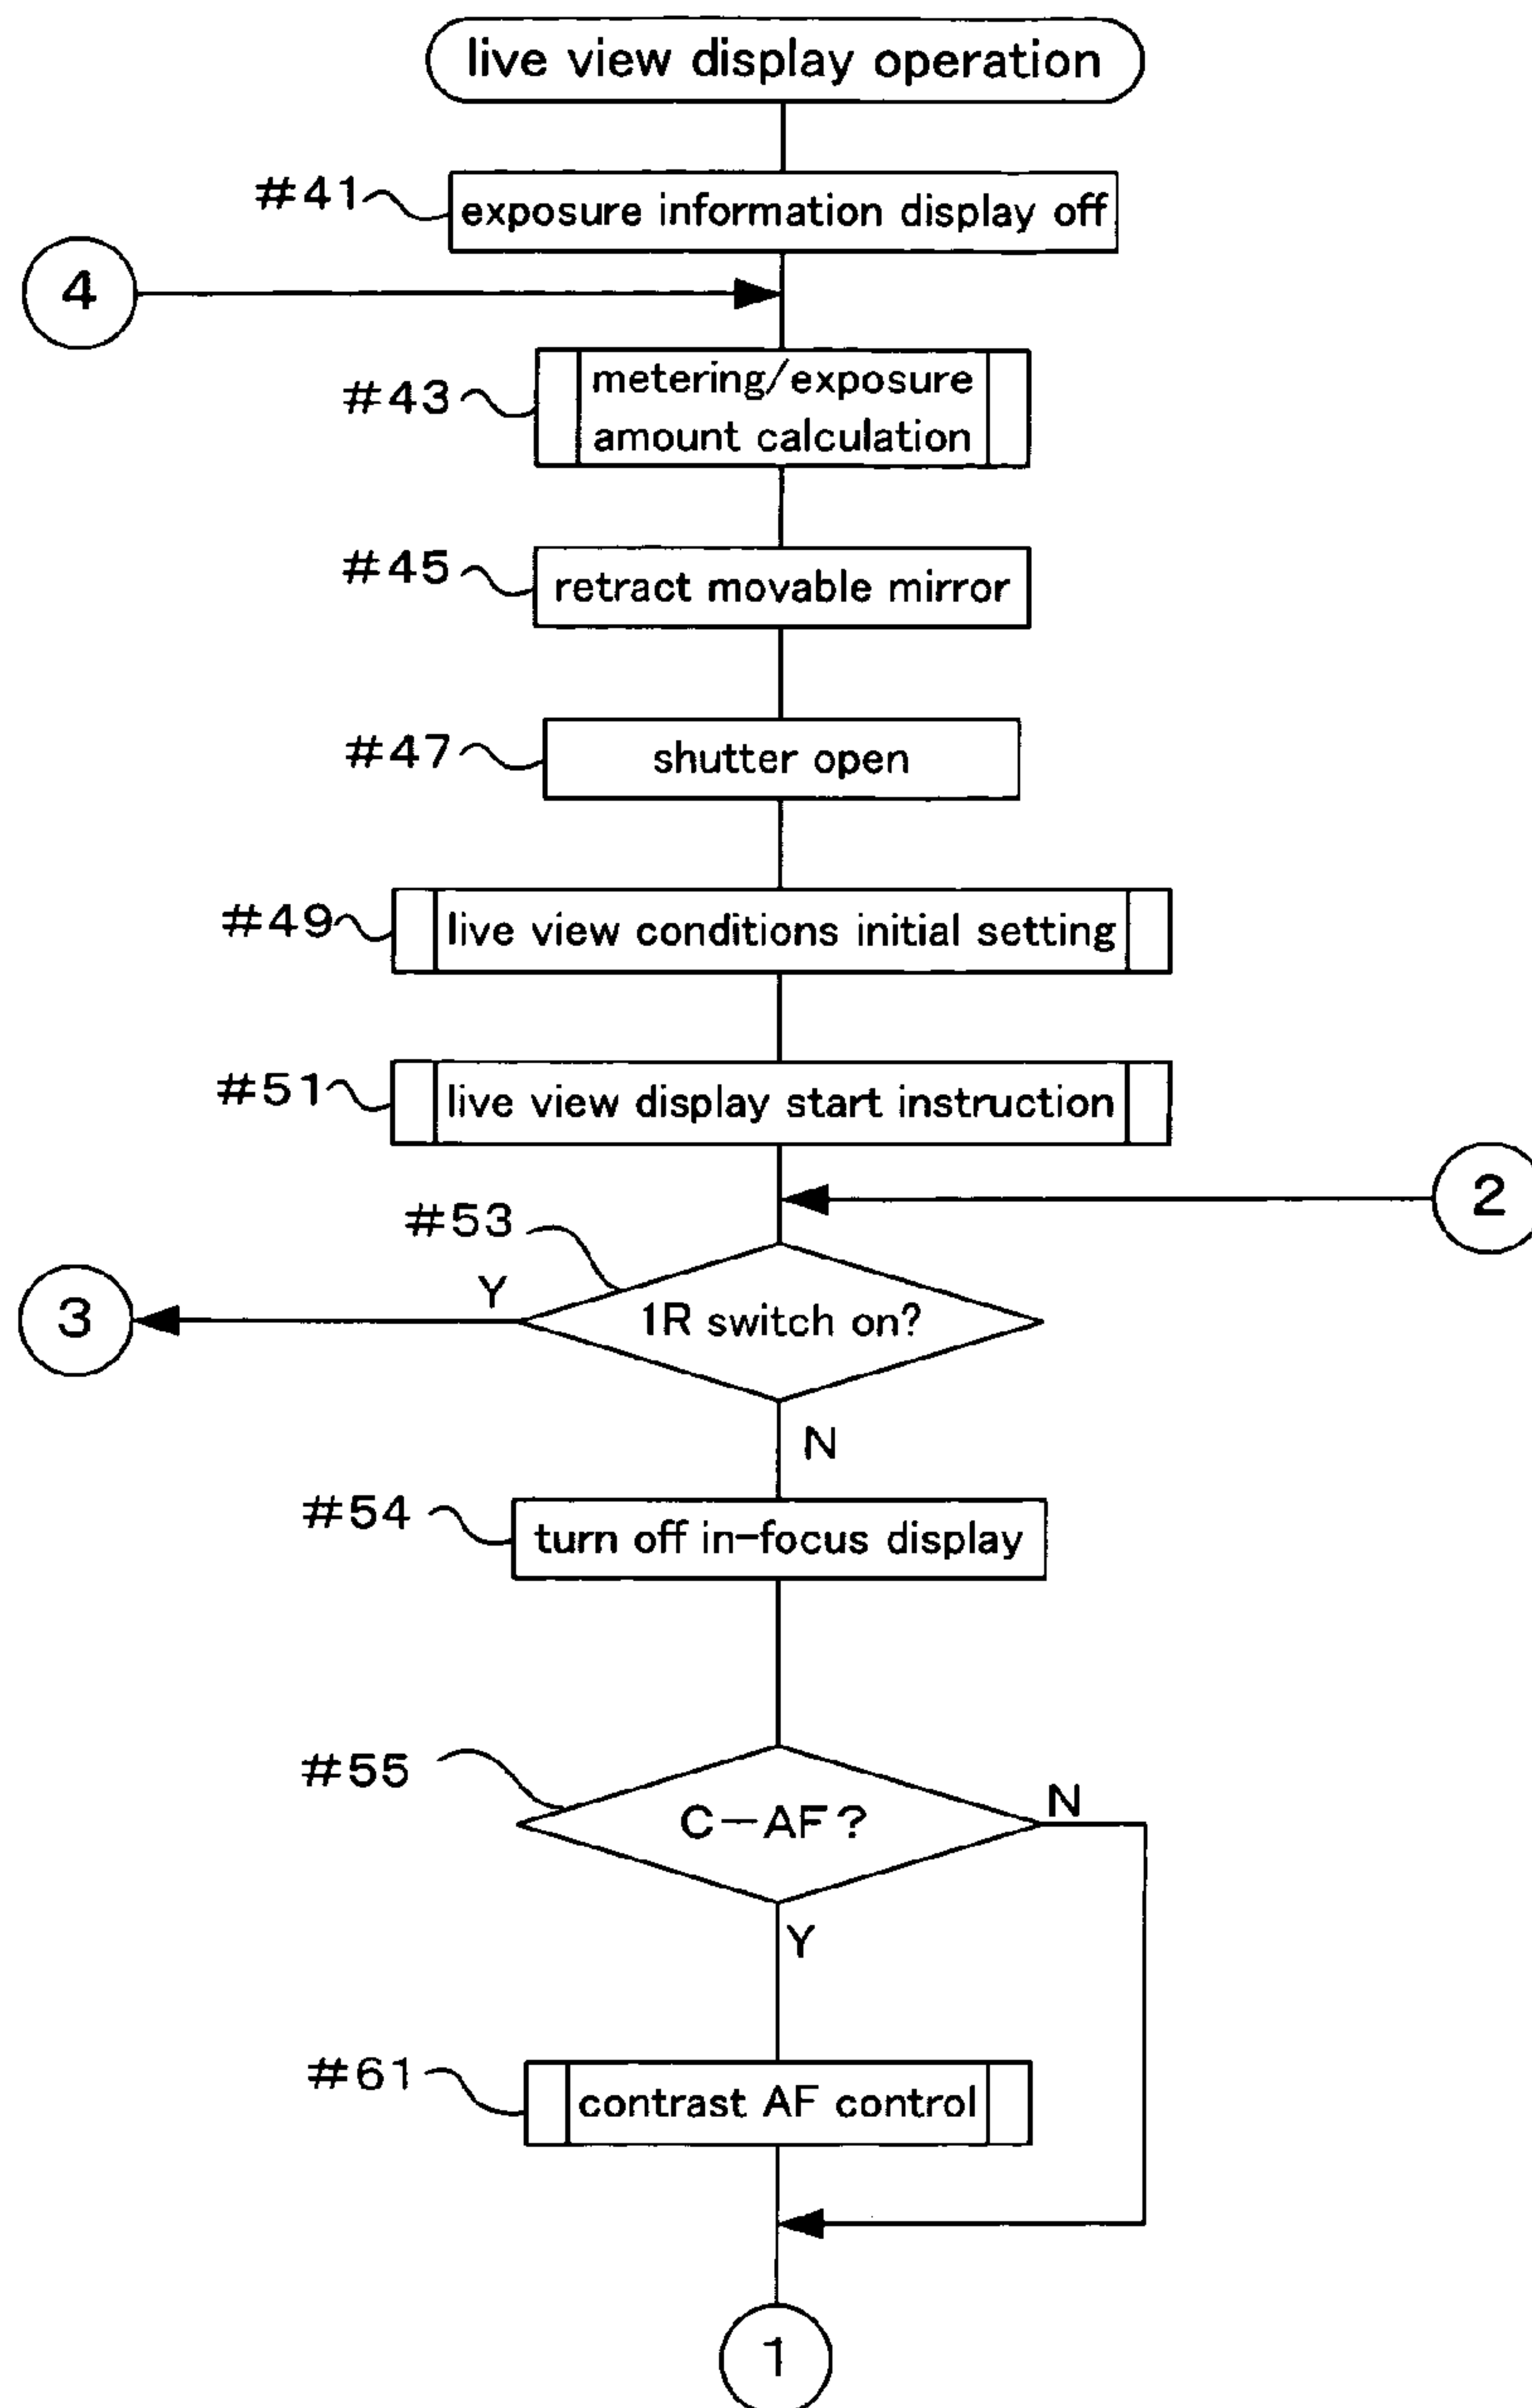 live view display operation
#41
exposure information display off
4
#43
metering/exposure
amount calculation
#45
retract movable mirror
#47
shutter open
#49
live view conditions initial setting
#51
live view display start instruction
2
#53
Y
3
1R switch on?
N
#54
turn off in-focus display
#55
C-AF?
N
Y
#61
contrast AF control
1